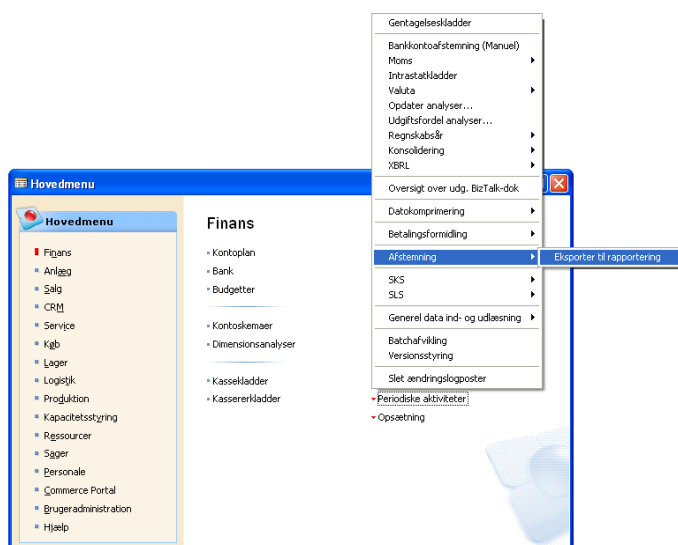 Gentagelseskladder
Bankkontoafstemning (Manuel)
Moms
Intrastatkladder
Valuta
Opdater analyser...
Udgiftsfordel analyser...
Regnskabsår
Konsolidering
XBRL
Oversigt over udg. BizTalk-dok
Datokomprimering
Betalingsformidling
Afstemning
Eksporter til rapportering
SKS
SLS
Generel data ind- og udlæsning
Batchafvikling
Versionsstyring
Slet ændringslogposter
Hovedmenu
Hovedmenu
Finans
Anlæg
Salg
CRM
Service
Køb
Lager
Logistik
Produktion
Kapacitetsstyring
Ressourcer
Sager
Personale
Commerce Portal
Brugeradministration
Hjælp
Finans
Kontoplan
Bank
Budgetter
Kontoskemaer
Dimensionsanalyser
Kassekladder
Kassererkladder
Periodiske aktiviteter
Opsætning